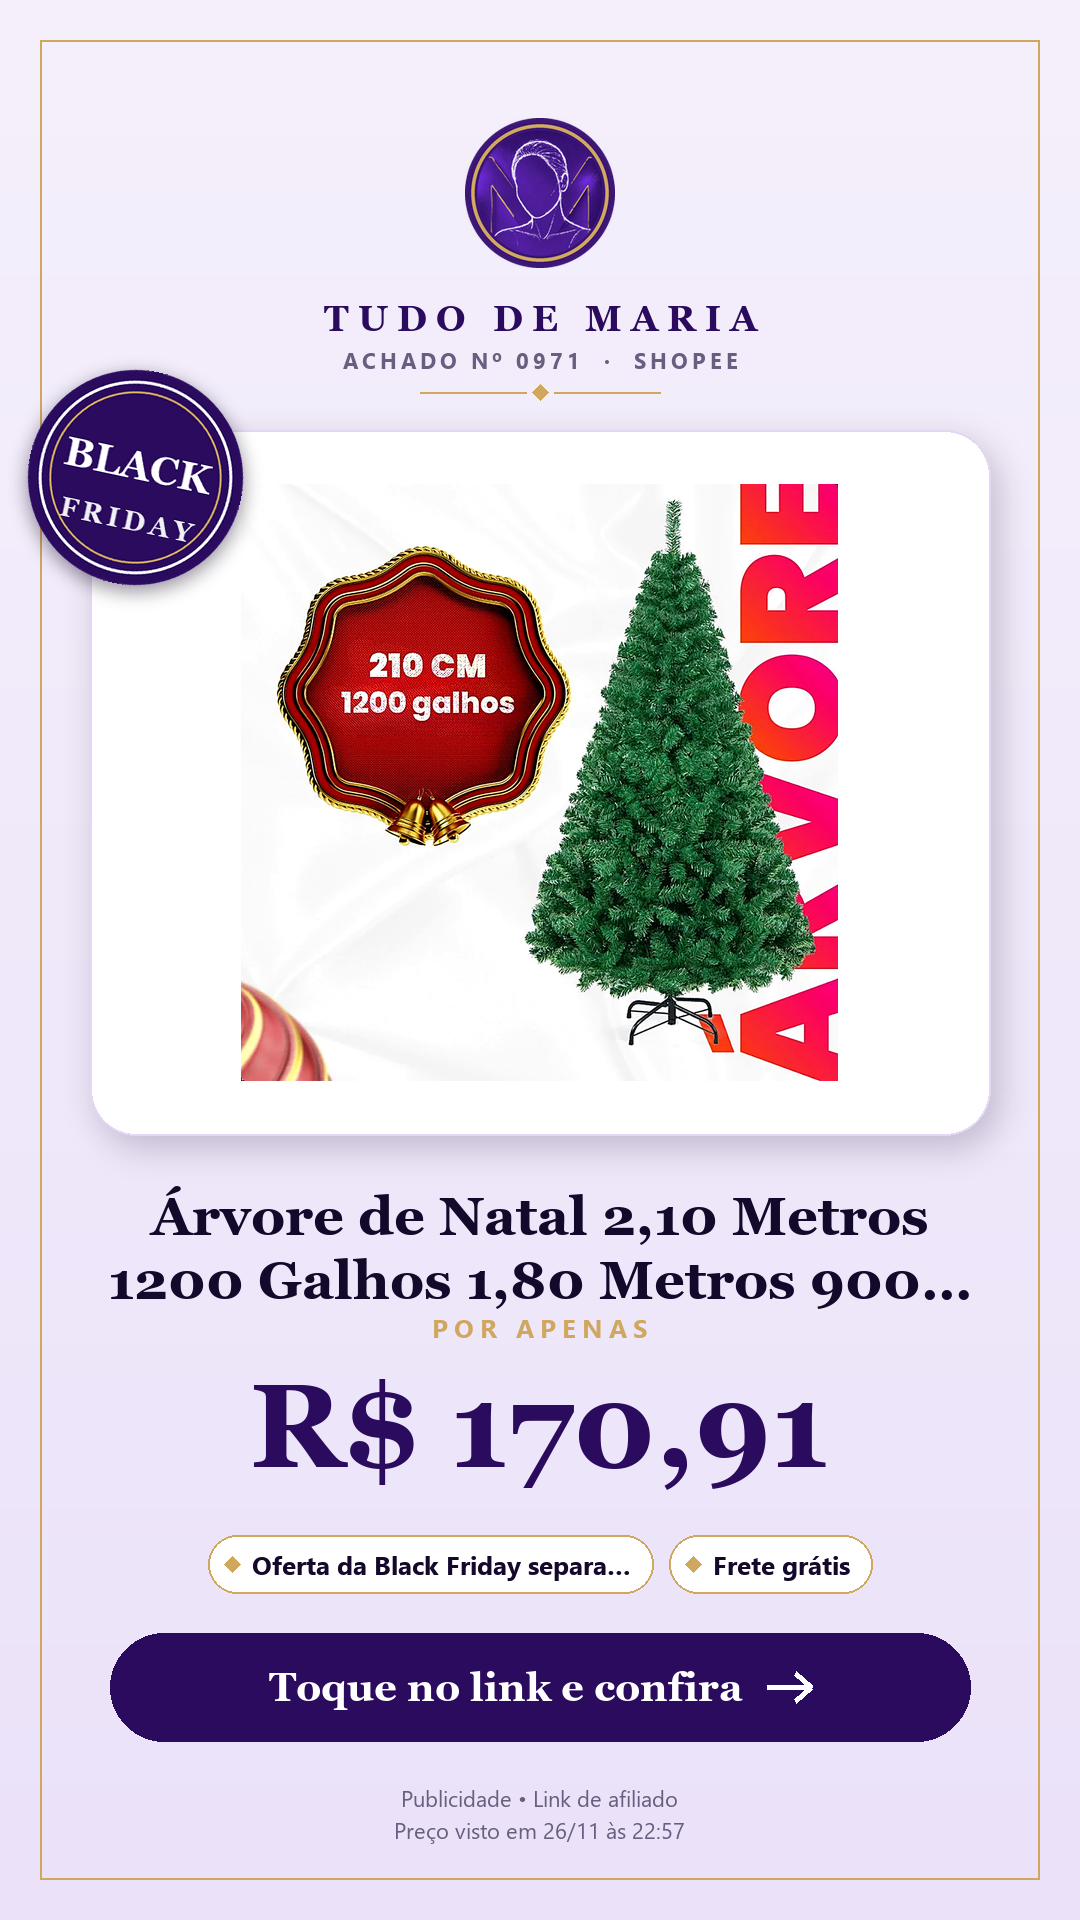 TUDO DE MARIA
ACHADO Nº 0971 · SHOPEE
BLACK
FRIDAY
210 CM
1200 galhos
ÁRVORE
Árvore de Natal 2,10 Metros
1200 Galhos 1,80 Metros 900...
POR APENAS
R$ 170,91
Oferta da Black Friday separa...
Frete grátis
Toque no link e confira →
Publicidade • Link de afiliado
Preço visto em 26/11 às 22:57